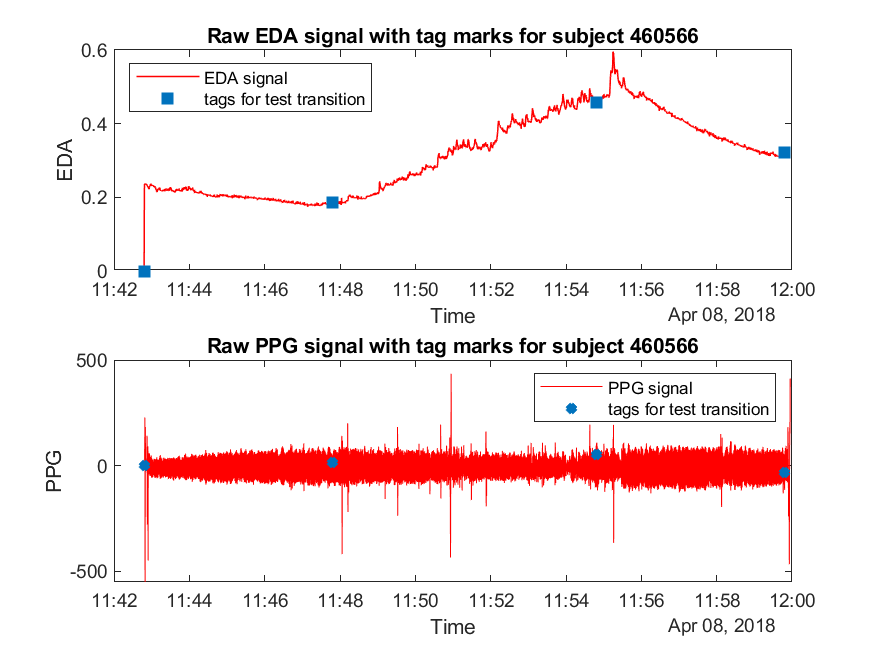 Raw EDA signal with tag marks for subject 460566
EDA signal
tags for test transition
EDA
0.6
0.4
0.2
0
11:42 11:44 11:46 11:48 11:50 11:52 11:54 11:56 11:58 12:00
Time
Apr 08, 2018
Raw PPG signal with tag marks for subject 460566
PPG signal
tags for test transition
PPG
500
0
-500
11:42 11:44 11:46 11:48 11:50 11:52 11:54 11:56 11:58 12:00
Time
Apr 08, 2018